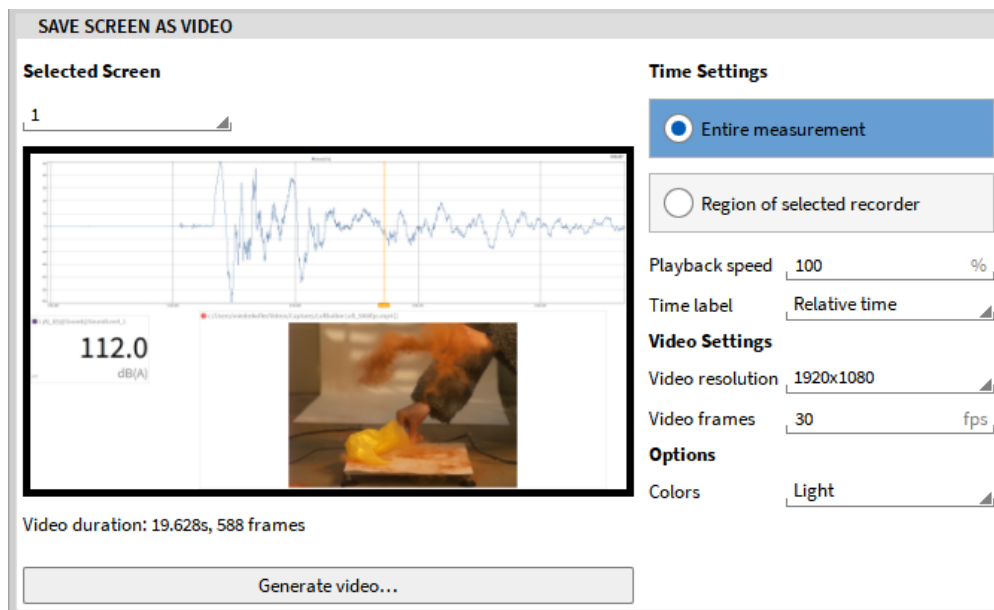 SAVE SCREEN AS VIDEO
Selected Screen
1
112.0
dB(A)
Video duration: 19.628s, 588 frames
Generate video...
Time Settings
Entire measurement
Region of selected recorder
Playback speed 100 %
Time label Relative time
Video Settings
Video resolution 1920x1080
Video frames 30 fps
Options
Colors Light